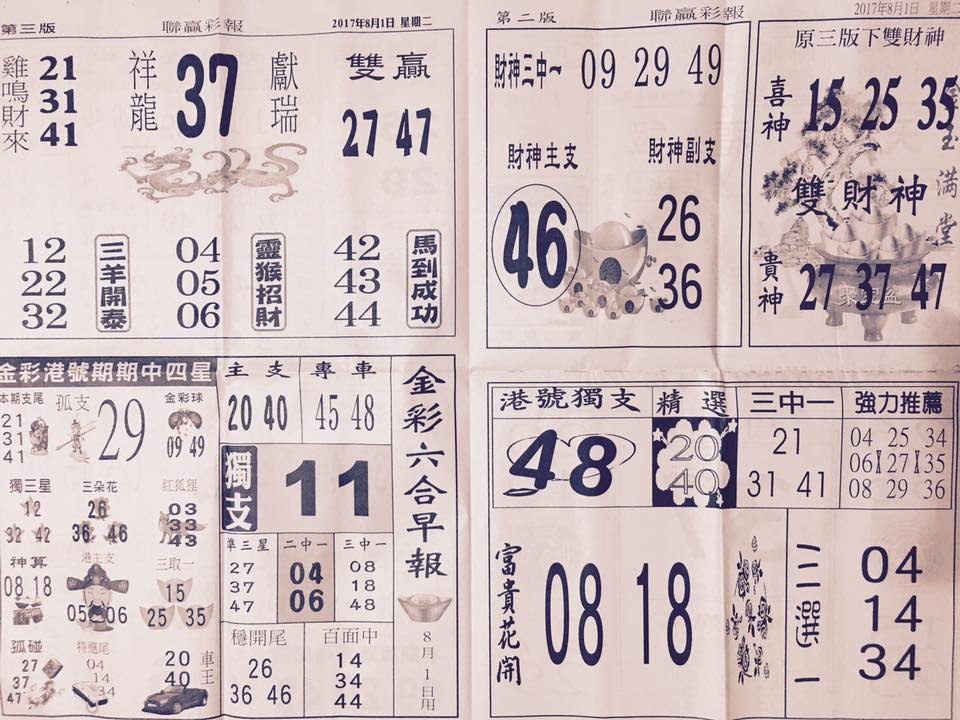 第三版 聯贏彩報 2017年8月1日 星期二
雞鳴財來
21
31
41
祥龍 37 獻瑞
雙贏
27 47
12
22
32
三羊開泰
04
05
06
靈猴招財
42
43
44
馬到成功
第二版 聯贏彩報 2017年8月1日 星期二
財神三中一 09 29 49
財神主支
46
財神副支
26
36
原三版下雙財神
喜神 15 25 35
雙財神
貴神 27 37 47
玉滿堂
金彩港號期期中四星
本期支尾
21
31
41
孤支
29
金彩球
09 49
獨三星
12
32 42
三朵花
26
36 46
紅狐狸
03
33
43
神算
08 18
港主支
05 06
三取一
15
25 35
孤碰
27
37
47
特選尾
04
14
34
20
40
車王
主支
20 40
專車
45 48
獨支
11
準三星
27
37
47
二中一
04
06
三中一
08
18
48
穩開尾
26
36 46
百面中
14
34
44
金彩六合早報
8月1日用
港號獨支
48
精選
20
40
三中一
21
31 41
強力推薦
04 25 34
06 27 35
08 29 36
富貴花開
08 18
三選一
04
14
34